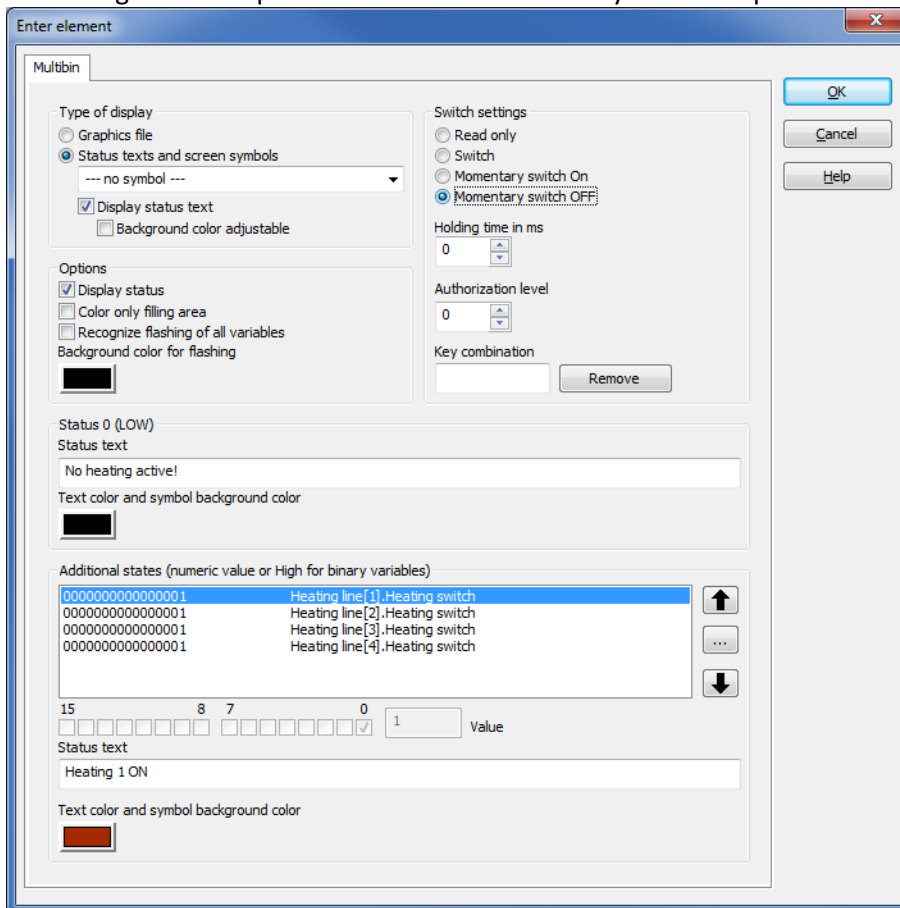 Enter element
Multibin
OK
Cancel
Help
Type of display
Graphics file
Status texts and screen symbols
--- no symbol ---
Display status text
Background color adjustable
Switch settings
Read only
Switch
Momentary switch On
Momentary switch OFF
Holding time in ms
0
Authorization level
0
Key combination
Remove
Options
Display status
Color only filling area
Recognize flashing of all variables
Background color for flashing
Status 0 (LOW)
Status text
No heating active!
Text color and symbol background color
Additional states (numeric value or High for binary variables)
0000000000000001 Heating line[1].Heating switch
0000000000000001 Heating line[2].Heating switch
0000000000000001 Heating line[3].Heating switch
0000000000000001 Heating line[4].Heating switch
...
15 8 7 0
1 Value
Status text
Heating 1 ON
Text color and symbol background color